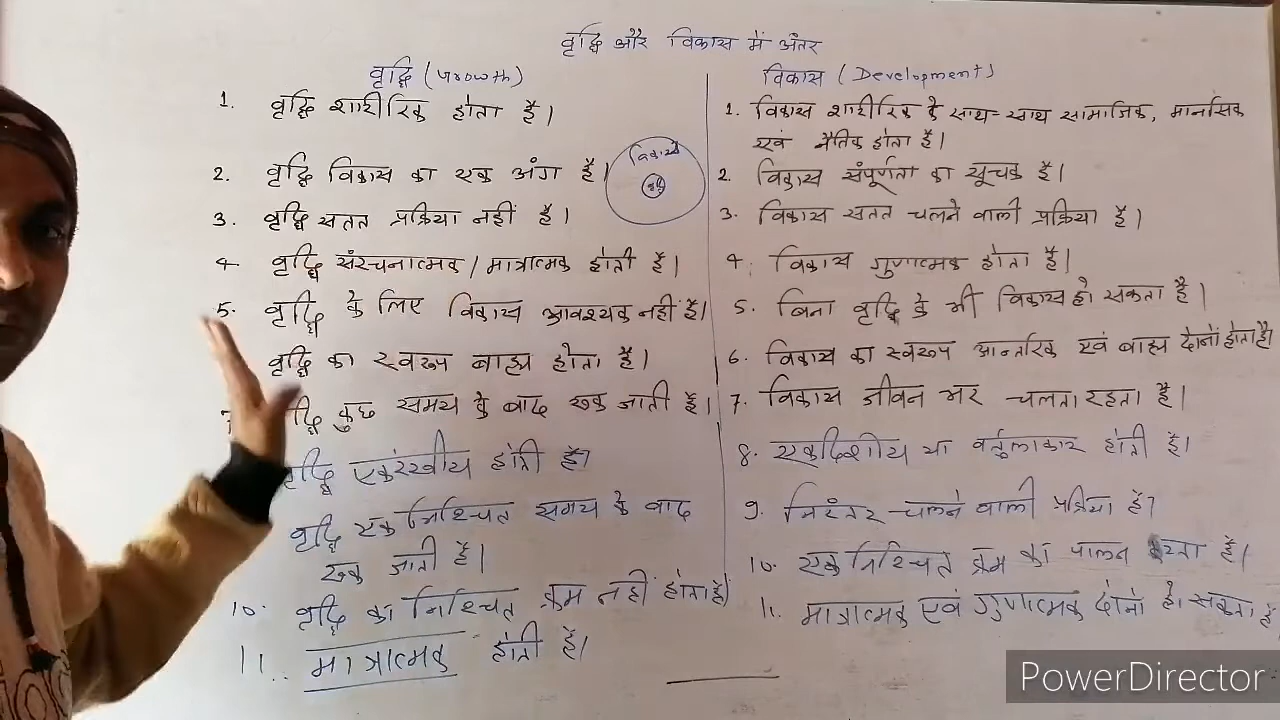 वृद्धि और विकास में अंतर
वृद्धि (Growth)
1. वृद्धि शारीरिक होता है।
2. वृद्धि विकास का एक अंग है।
विकास
वृद्धि
3. वृद्धि सतत प्रक्रिया नहीं है।
4. वृद्धि संरचनात्मक/मात्रात्मक होती है।
5. वृद्धि के लिए विकास आवश्यक नहीं है।
वृद्धि का स्वरूप बाह्य होता है।
7 वृद्धि कुछ समय के बाद रूक जाती है।
वृद्धि एकरेखीय होती है।
वृद्धि एक निश्चित समय के बाद
रूक जाती है।
10. वृद्धि का निश्चित क्रम नहीं होता है।
11. मात्रात्मक होती है।
विकास (Development)
1. विकास शारीरिक के साथ-साथ सामाजिक, मानसिक
एवं नैतिक होता है।
2. विकास संपूर्णता का सूचक है।
3. विकास सतत चलने वाली प्रक्रिया है।
4. विकास गुणात्मक होता है।
5. बिना वृद्धि के भी विकास हो सकता है।
6. विकास का स्वरूप आन्तरिक एवं बाह्य दोनों होता है।
7. विकास जीवन भर चलता रहता है।
8. एकदिशीय या वर्तुलाकार होती है।
9. निरंतर चलने वाली प्रक्रिया है।
10. एक निश्चित क्रम का पालन करता है।
11. मात्रात्मक एवं गुणात्मक दोनों हो सकता है
PowerDirector